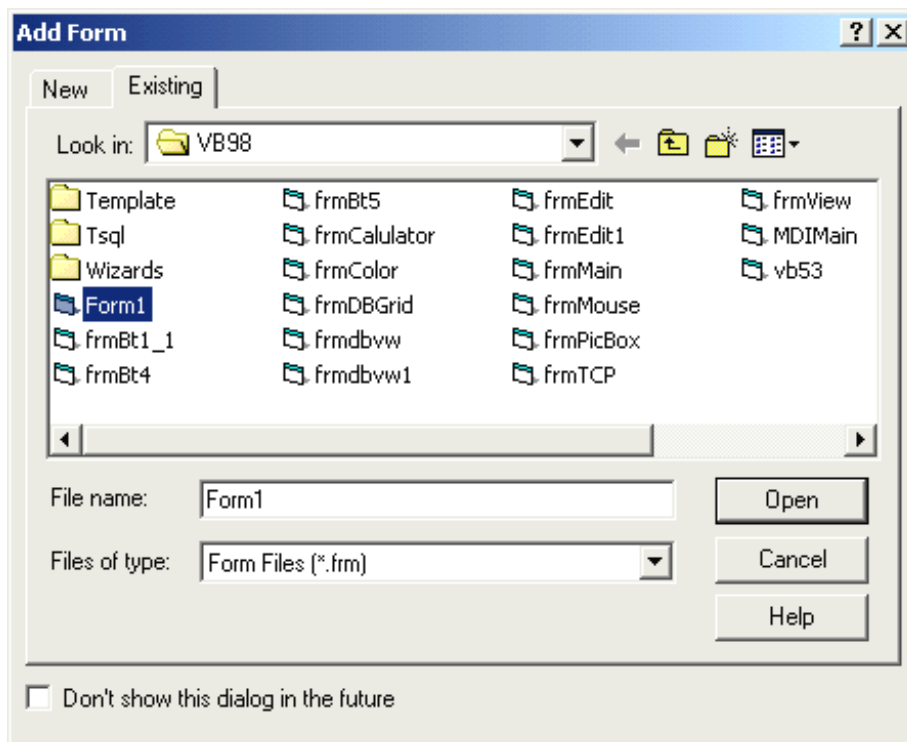 Add Form
New Existing
Look in: VB98
Template frmBt5 frmEdit frmView
Tsql frmCalulator frmEdit1 MDIMain
Wizards frmColor frmMain vb53
Form1 frmDBGrid frmMouse
frmBt1_1 frmdbvw frmPicBox
frmBt4 frmdbvw1 frmTCP
File name: Form1 Open
Files of type: Form Files (*.frm) Cancel
Help
Don't show this dialog in the future